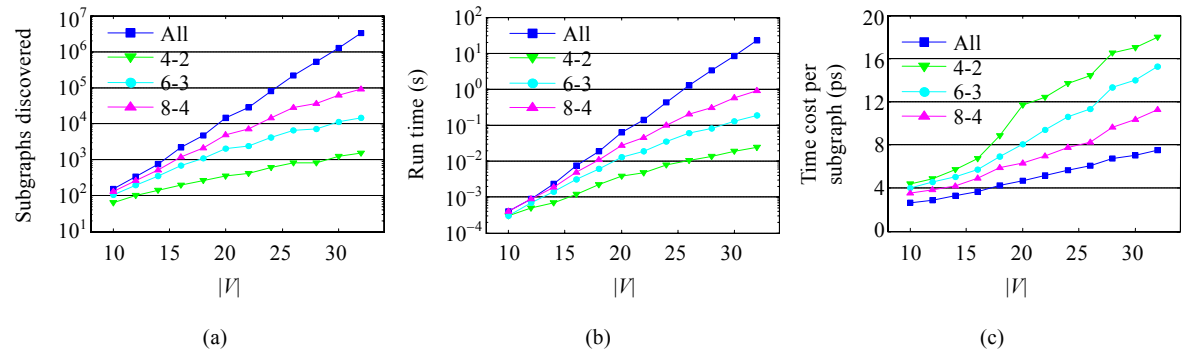 Subgraphs discovered
10^7
10^6
10^5
10^4
10^3
10^2
10^1
All
4-2
6-3
8-4
10 15 20 25 30
|V|
(a)
Run time (s)
10^2
10^1
10^0
10^-1
10^-2
10^-3
10^-4
All
4-2
6-3
8-4
10 15 20 25 30
|V|
(b)
Time cost per
subgraph (ps)
20
16
12
8
4
0
All
4-2
6-3
8-4
10 15 20 25 30
|V|
(c)